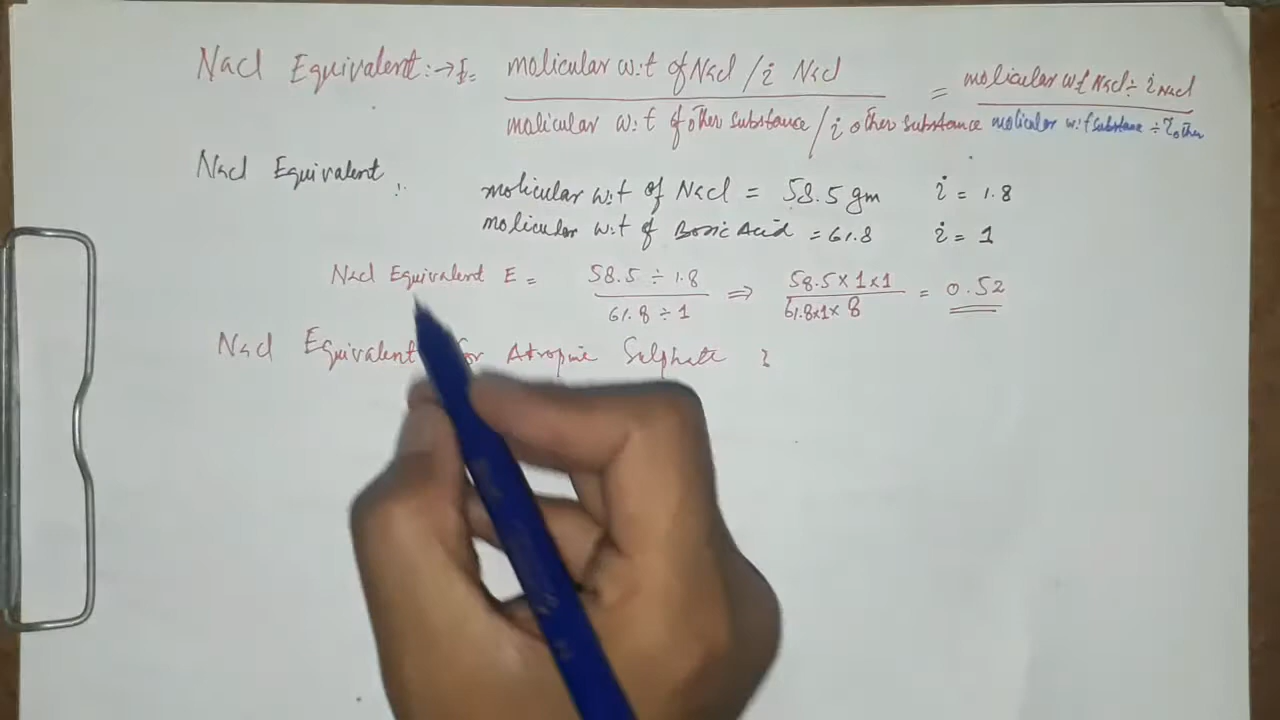 Nacl Equivalent :→ E = molicular w:t of Nacl / i Nacl = molicular wt Nacl ÷ i Nacl
molicular w:t of other substance / i other substance molicular w:t substance ÷ i other
Nacl Equivalent :
molicular w:t of Nacl = 58.5 gm i = 1.8
molicular w:t of Boric Acid = 61.8 i = 1
Nacl Equivalent E = 58.5 ÷ 1.8 ⇒ 58.5 x 1 x 1 = 0.52
61.8 ÷ 1 61.8 x 1 x 8
Nacl Equivalent for Atropine Sulphate ?